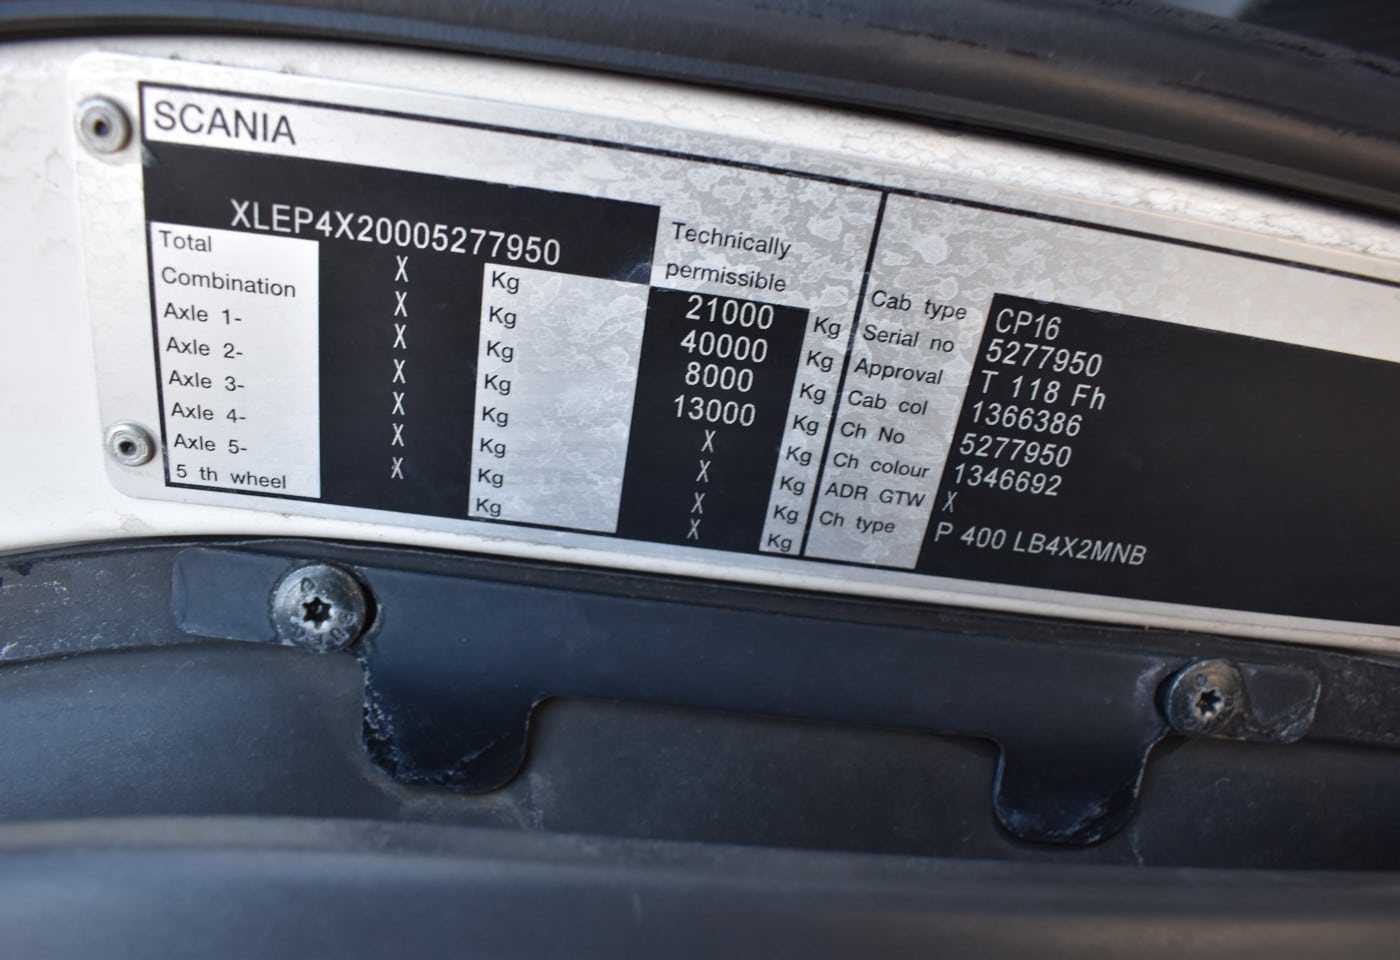 SCANIA
XLEP4X20005277950
Technically
permissible
Total X Kg 21000 Kg
Combination X Kg 40000 Kg
Axle 1- X Kg 8000 Kg
Axle 2- X Kg 13000 Kg
Axle 3- X Kg X Kg
Axle 4- X Kg X Kg
Axle 5- X Kg X Kg
5 th wheel Kg X Kg
Cab type CP16
Serial no 5277950
Approval T 118 Fh
Cab col 1366386
Ch No 5277950
Ch colour 1346692
ADR GTW X
Ch type P 400 LB4X2MNB